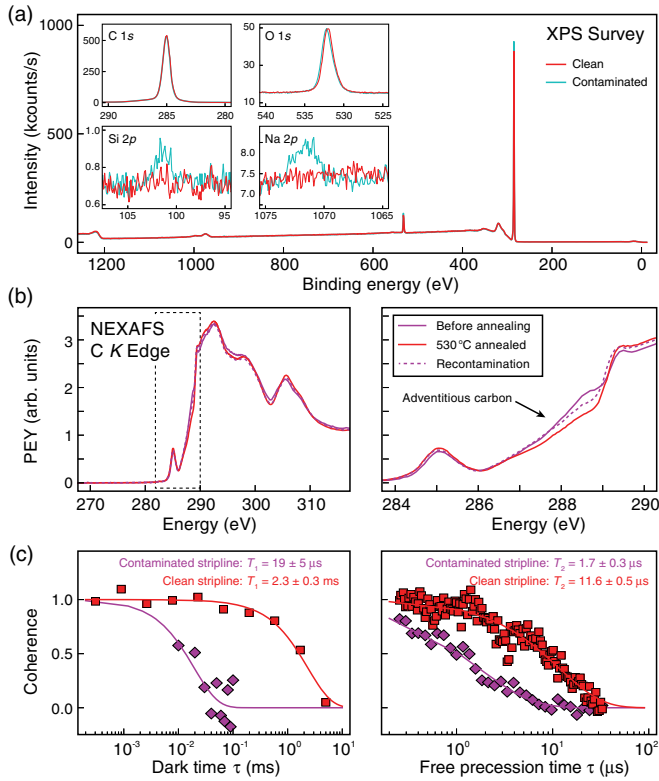 (a)
XPS Survey
Clean
Contaminated
C 1s
500
250
0
290
285
280
O 1s
50
30
10
540
535
530
525
Si 2p
1.0
0.8
0.6
105
100
95
Na 2p
9.0
8.2
7.5
6.7
1075
1070
1065
Intensity (kcounts/s)
1000
500
0
1200
1000
800
600
400
200
0
Binding energy (eV)
(b)
NEXAFS
C K Edge
PEY (arb. units)
3
2
1
0
270
280
290
300
310
Energy (eV)
Before annealing
530 °C annealed
Recontamination
Adventitious carbon
284
286
288
290
Energy (eV)
(c)
Contaminated stripline: T1 = 19 ± 5 µs
Clean stripline: T1 = 2.3 ± 0.3 ms
Coherence
1.0
0.5
0.0
10⁻³
10⁻²
10⁻¹
10⁰
10¹
Dark time τ (ms)
Contaminated stripline: T2 = 1.7 ± 0.3 µs
Clean stripline: T2 = 11.6 ± 0.5 µs
10⁰
10¹
10²
Free precession time τ (µs)